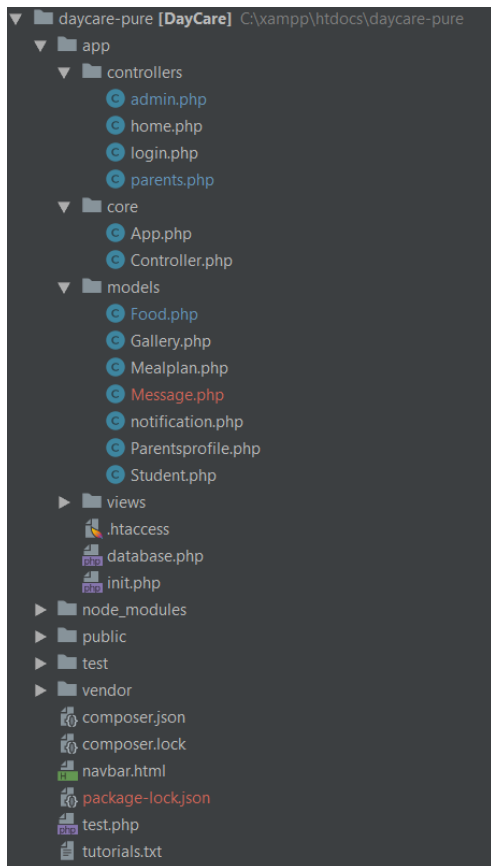 daycare-pure [DayCare] C:\xampp\htdocs\daycare-pure
app
controllers
admin.php
home.php
login.php
parents.php
core
App.php
Controller.php
models
Food.php
Gallery.php
Mealplan.php
Message.php
notification.php
Parentsprofile.php
Student.php
views
.htaccess
database.php
init.php
node_modules
public
test
vendor
composer.json
composer.lock
navbar.html
package-lock.json
test.php
tutorials.txt